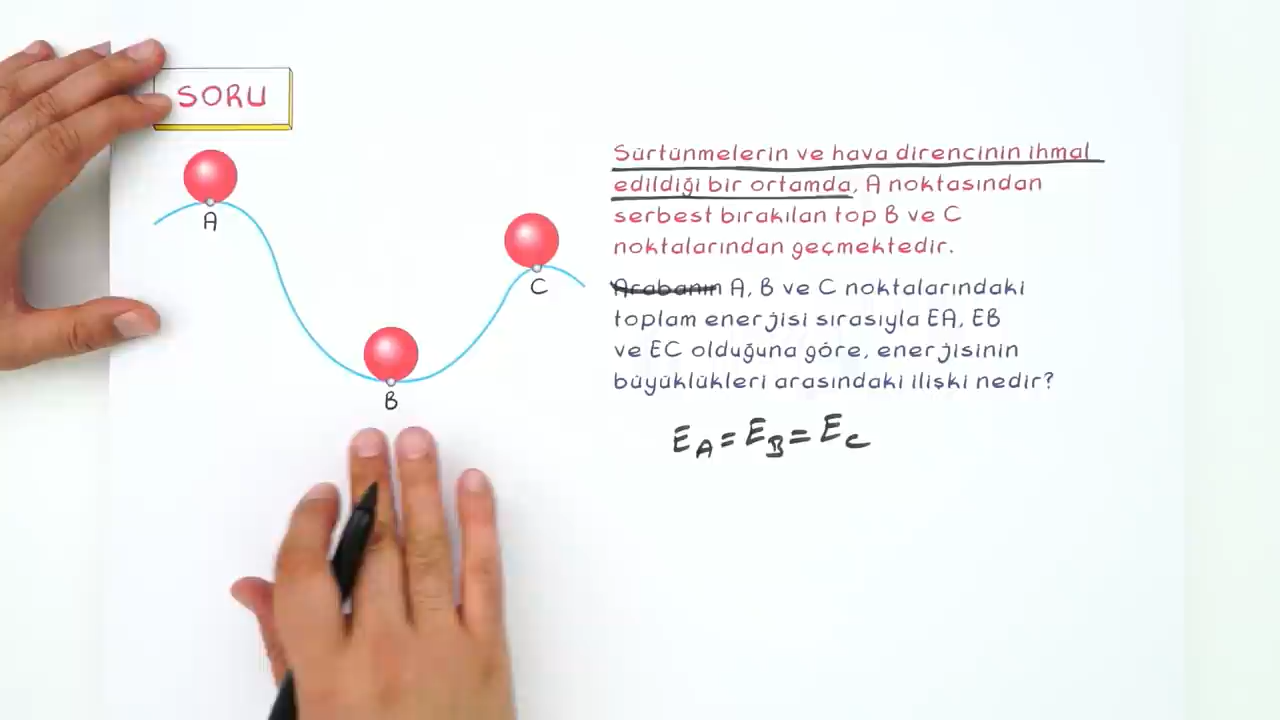 SORU
Sürtünmelerin ve hava direncinin ihmal
edildiği bir ortamda, A noktasından
serbest bırakılan top B ve C
noktalarından geçmektedir.
Arabanın A, B ve C noktalarındaki
toplam enerjisi sırasıyla EA, EB
ve EC olduğuna göre, enerjisinin
büyüklükleri arasındaki ilişki nedir?
EA = EB = EC
A
C
B